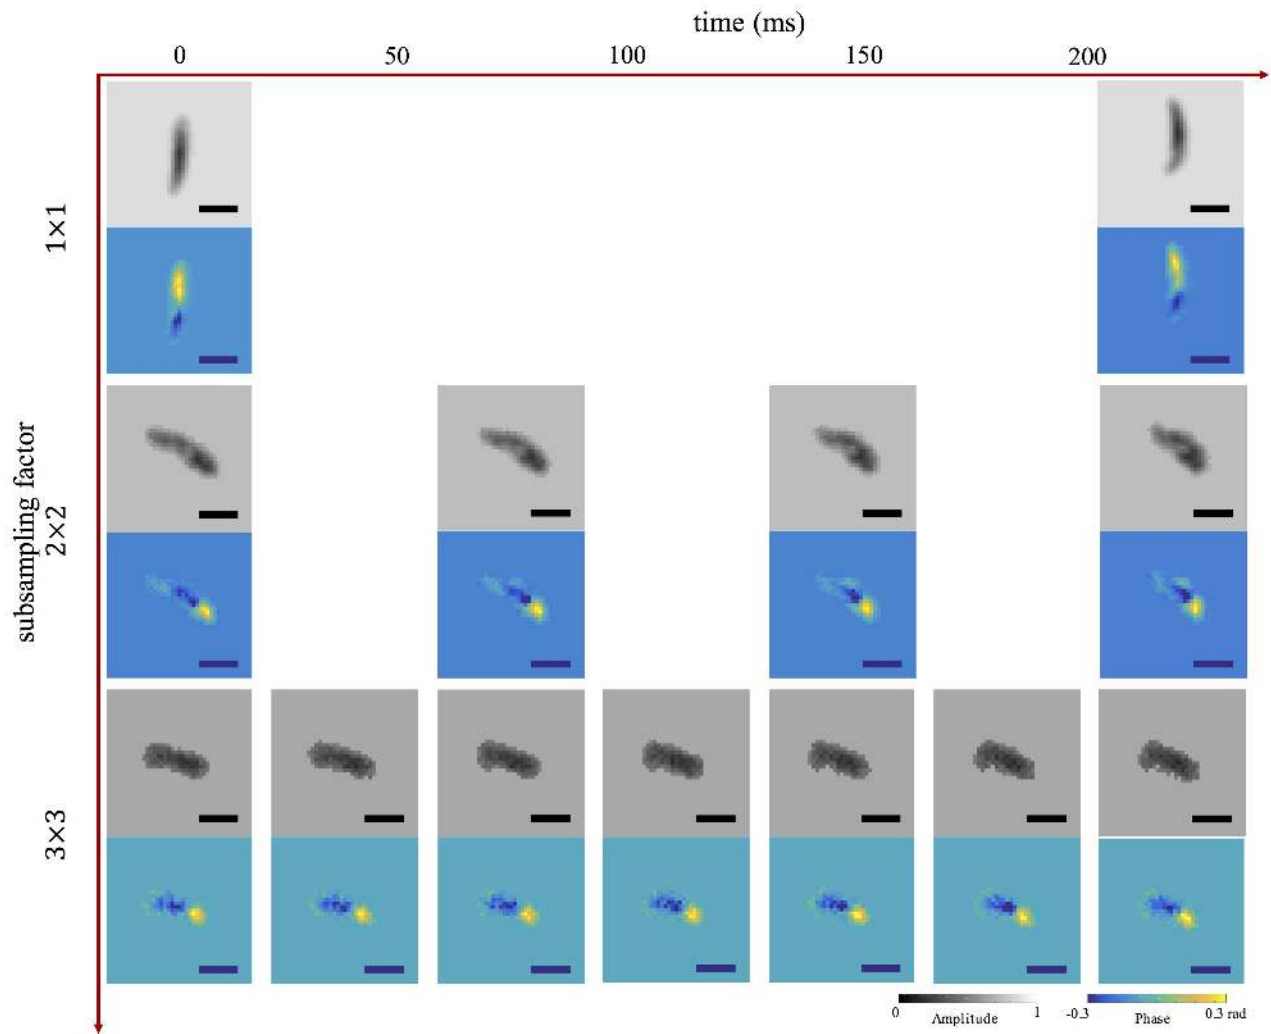 time (ms)
0 50 100 150 200
1×1
subsampling factor
2×2
3×3
0 Amplitude 1 -0.3 Phase 0.3 rad